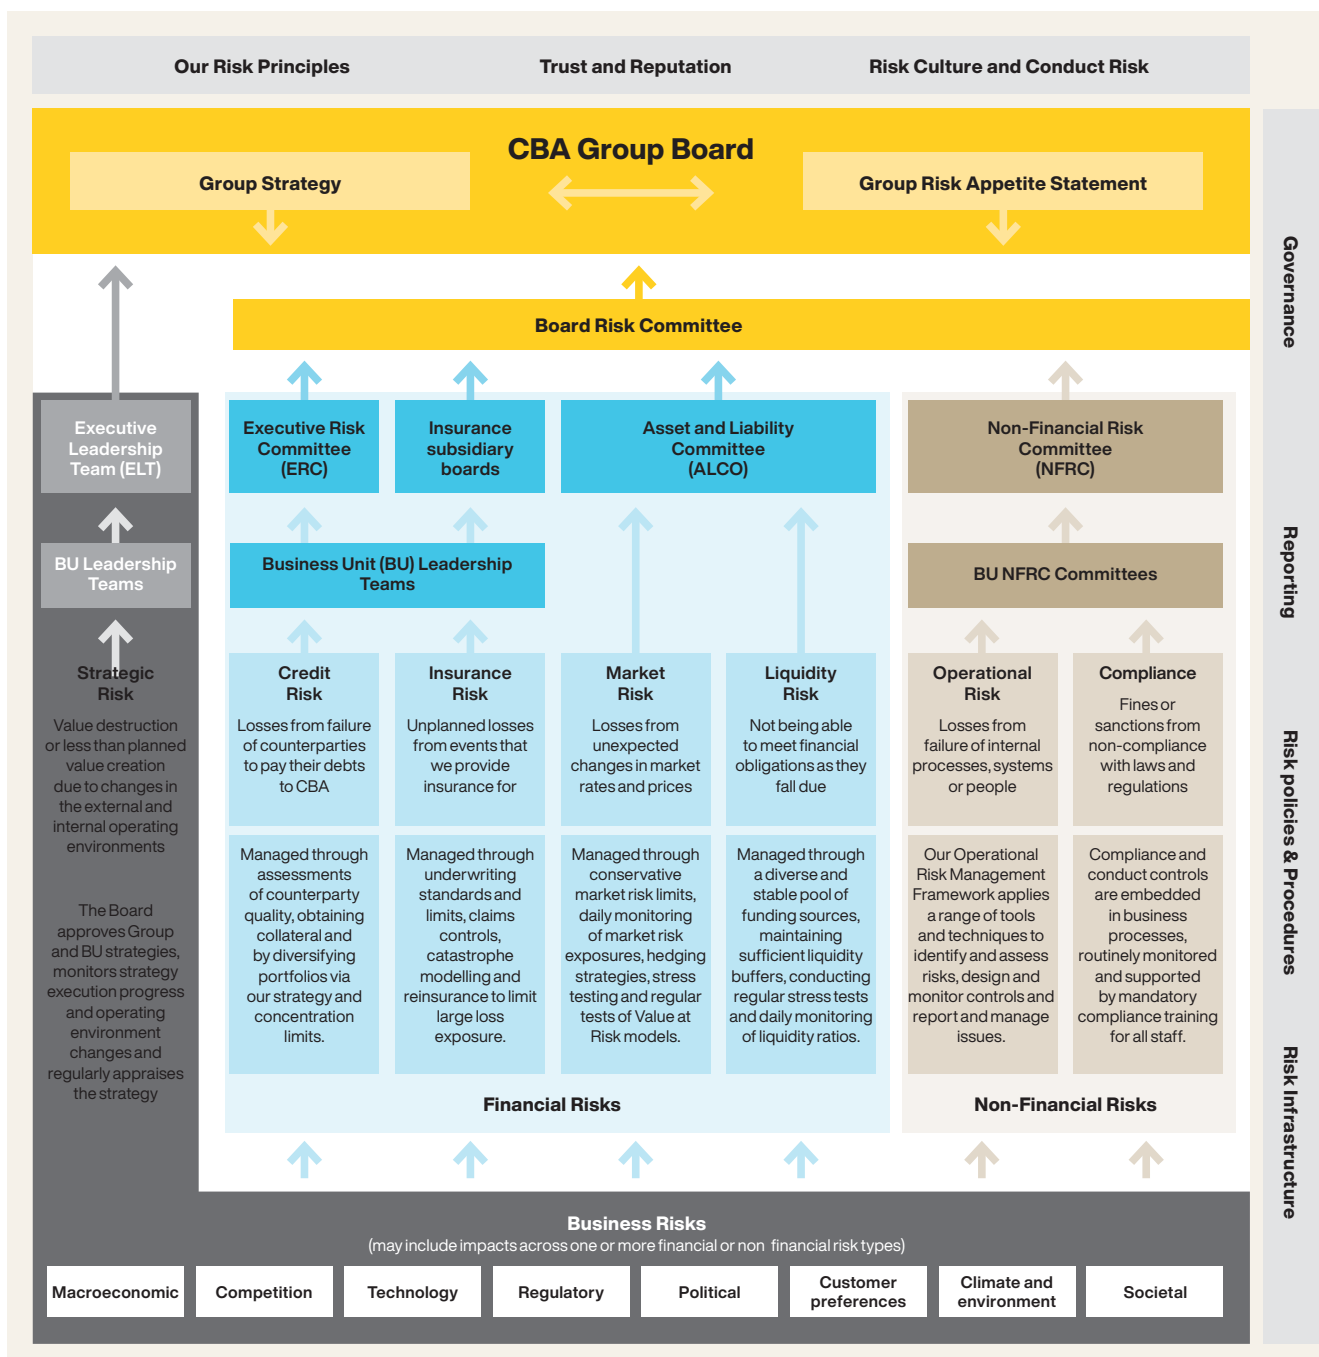 Our Risk Principles
Trust and Reputation
Risk Culture and Conduct Risk
CBA Group Board
Group Strategy
Group Risk Appetite Statement
Board Risk Committee
Executive
Leadership
Team (ELT)
Executive Risk
Committee
(ERC)
Insurance
subsidiary
boards
Asset and Liability
Committee
(ALCO)
Non-Financial Risk
Committee
(NFRC)
BU Leadership
Teams
Business Unit (BU) Leadership
Teams
BU NFRC Committees
Strategic
Risk
Value destruction
or less than planned
value creation
due to changes in
the external and
internal operating
environments
The Board
approves Group
and BU strategies,
monitors strategy
execution progress
and operating
environment
changes and
regularly appraises
the strategy
Credit
Risk
Losses from failure
of counterparties
to pay their debts
to CBA
Managed through
assessments
of counterparty
quality, obtaining
collateral and
by diversifying
portfolios via
our strategy and
concentration
limits.
Insurance
Risk
Unplanned losses
from events that
we provide
insurance for
Managed through
underwriting
standards and
limits, claims
controls,
catastrophe
modelling and
reinsurance to limit
large loss
exposure.
Market
Risk
Losses from
unexpected
changes in market
rates and prices
Managed through
conservative
market risk limits,
daily monitoring
of market risk
exposures, hedging
strategies, stress
testing and regular
tests of Value at
Risk models.
Liquidity
Risk
Not being able
to meet financial
obligations as they
fall due
Managed through
a diverse and
stable pool of
funding sources,
maintaining
sufficient liquidity
buffers, conducting
regular stress tests
and daily monitoring
of liquidity ratios.
Operational
Risk
Losses from
failure of internal
processes, systems
or people
Our Operational
Risk Management
Framework applies
a range of tools
and techniques to
identify and assess
risks, design and
monitor controls and
report and manage
issues.
Compliance
Fines or
sanctions from
non-compliance
with laws and
regulations
Compliance and
conduct controls
are embedded
in business
processes,
routinely monitored
and supported
by mandatory
compliance training
for all staff.
Financial Risks
Non-Financial Risks
Business Risks
(may include impacts across one or more financial or non financial risk types)
Macroeconomic
Competition
Technology
Regulatory
Political
Customer
preferences
Climate and
environment
Societal
Governance
Reporting
Risk policies & Procedures
Risk Infrastructure